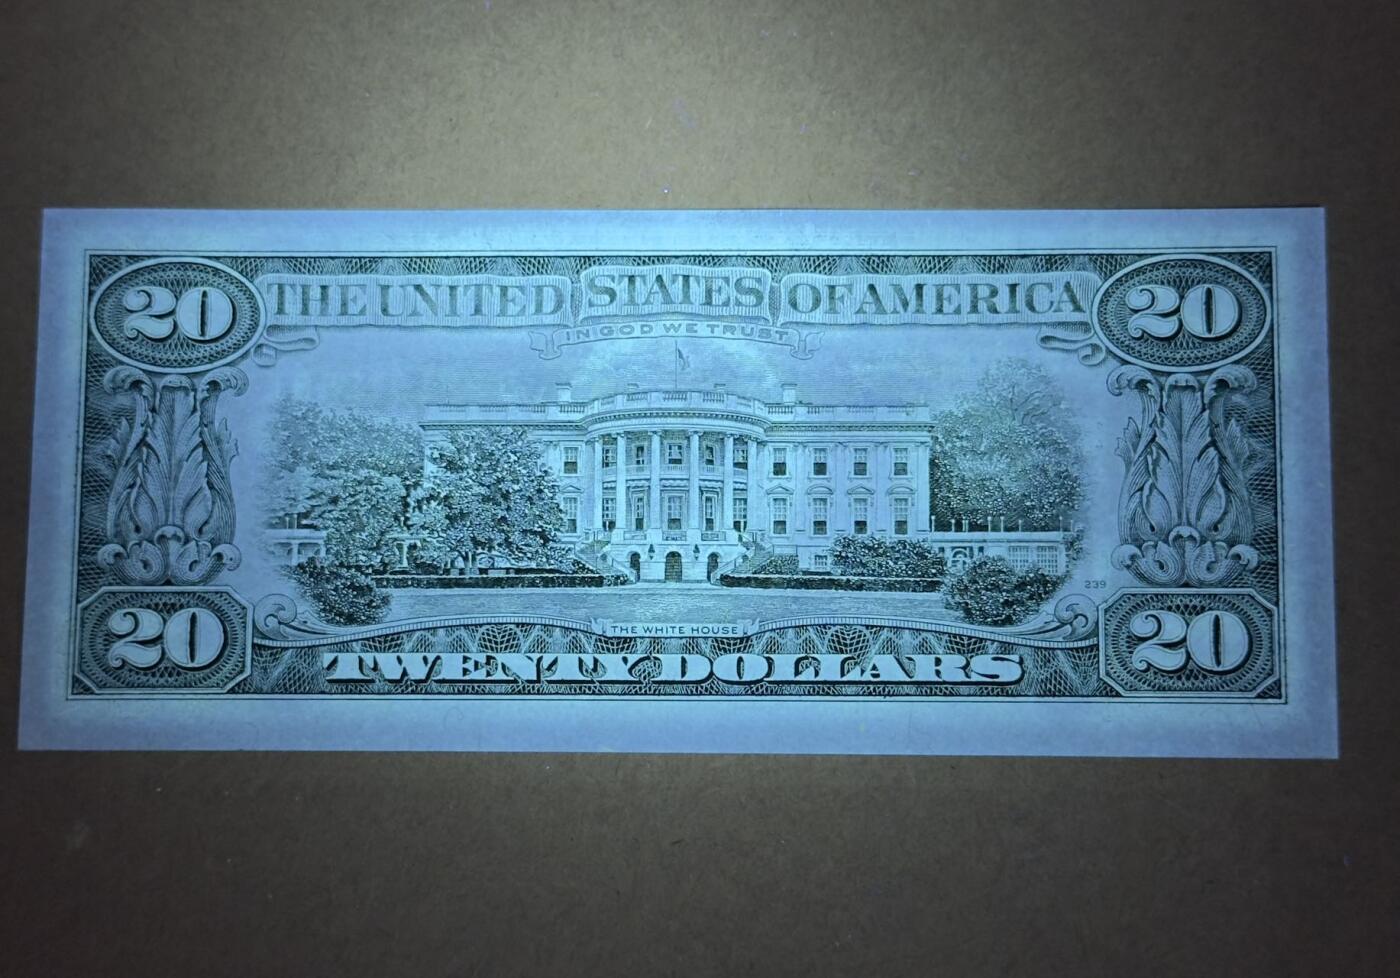 20 THE UNITED STATES OF AMERICA 20
IN GOD WE TRUST
239
THE WHITE HOUSE
20 TWENTY DOLLARS 20